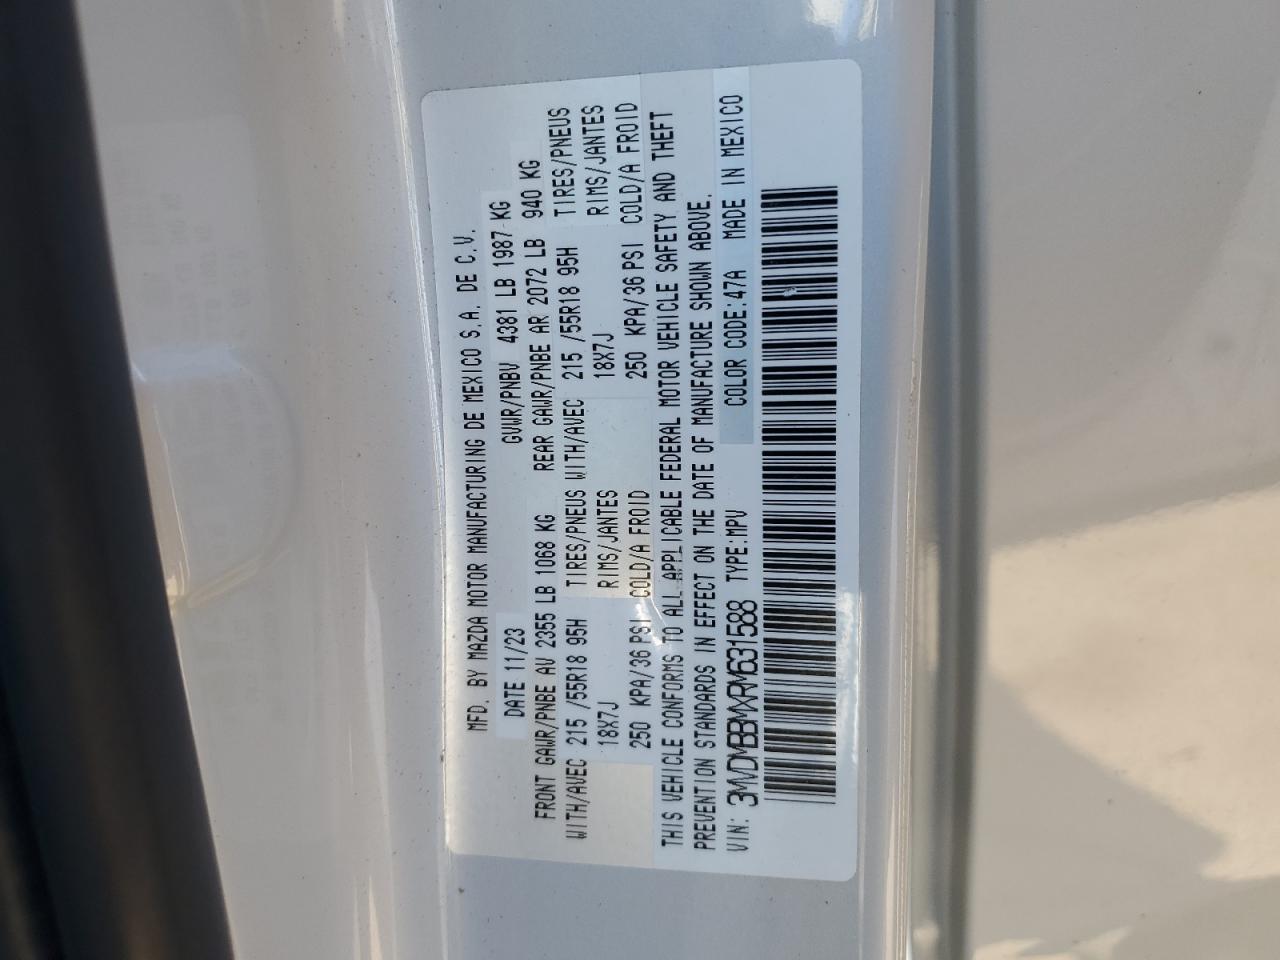 MFD. BY MAZDA MOTOR MANUFACTURING DE MEXICO S.A. DE C.V.
DATE 11/23 GVWR/PNBV 4381 LB 1987 KG
FRONT GAWR/PNBE AV 2355 LB 1068 KG REAR GAWR/PNBE AR 2072 LB 940 KG
WITH/AVEC 215 /55R18 95H TIRES/PNEUS WITH/AVEC 215 /55R18 95H TIRES/PNEUS
18X7J RIMS/JANTES 18X7J RIMS/JANTES
250 KPA/36 PSI COLD/A FROID 250 KPA/36 PSI COLD/A FROID
THIS VEHICLE CONFORMS TO ALL APPLICABLE FEDERAL MOTOR VEHICLE SAFETY AND THEFT
PREVENTION STANDARDS IN EFFECT ON THE DATE OF MANUFACTURE SHOWN ABOVE.
VIN: 3MVDMBBMXRM631588 TYPE:MPV COLOR CODE:47A MADE IN MEXICO